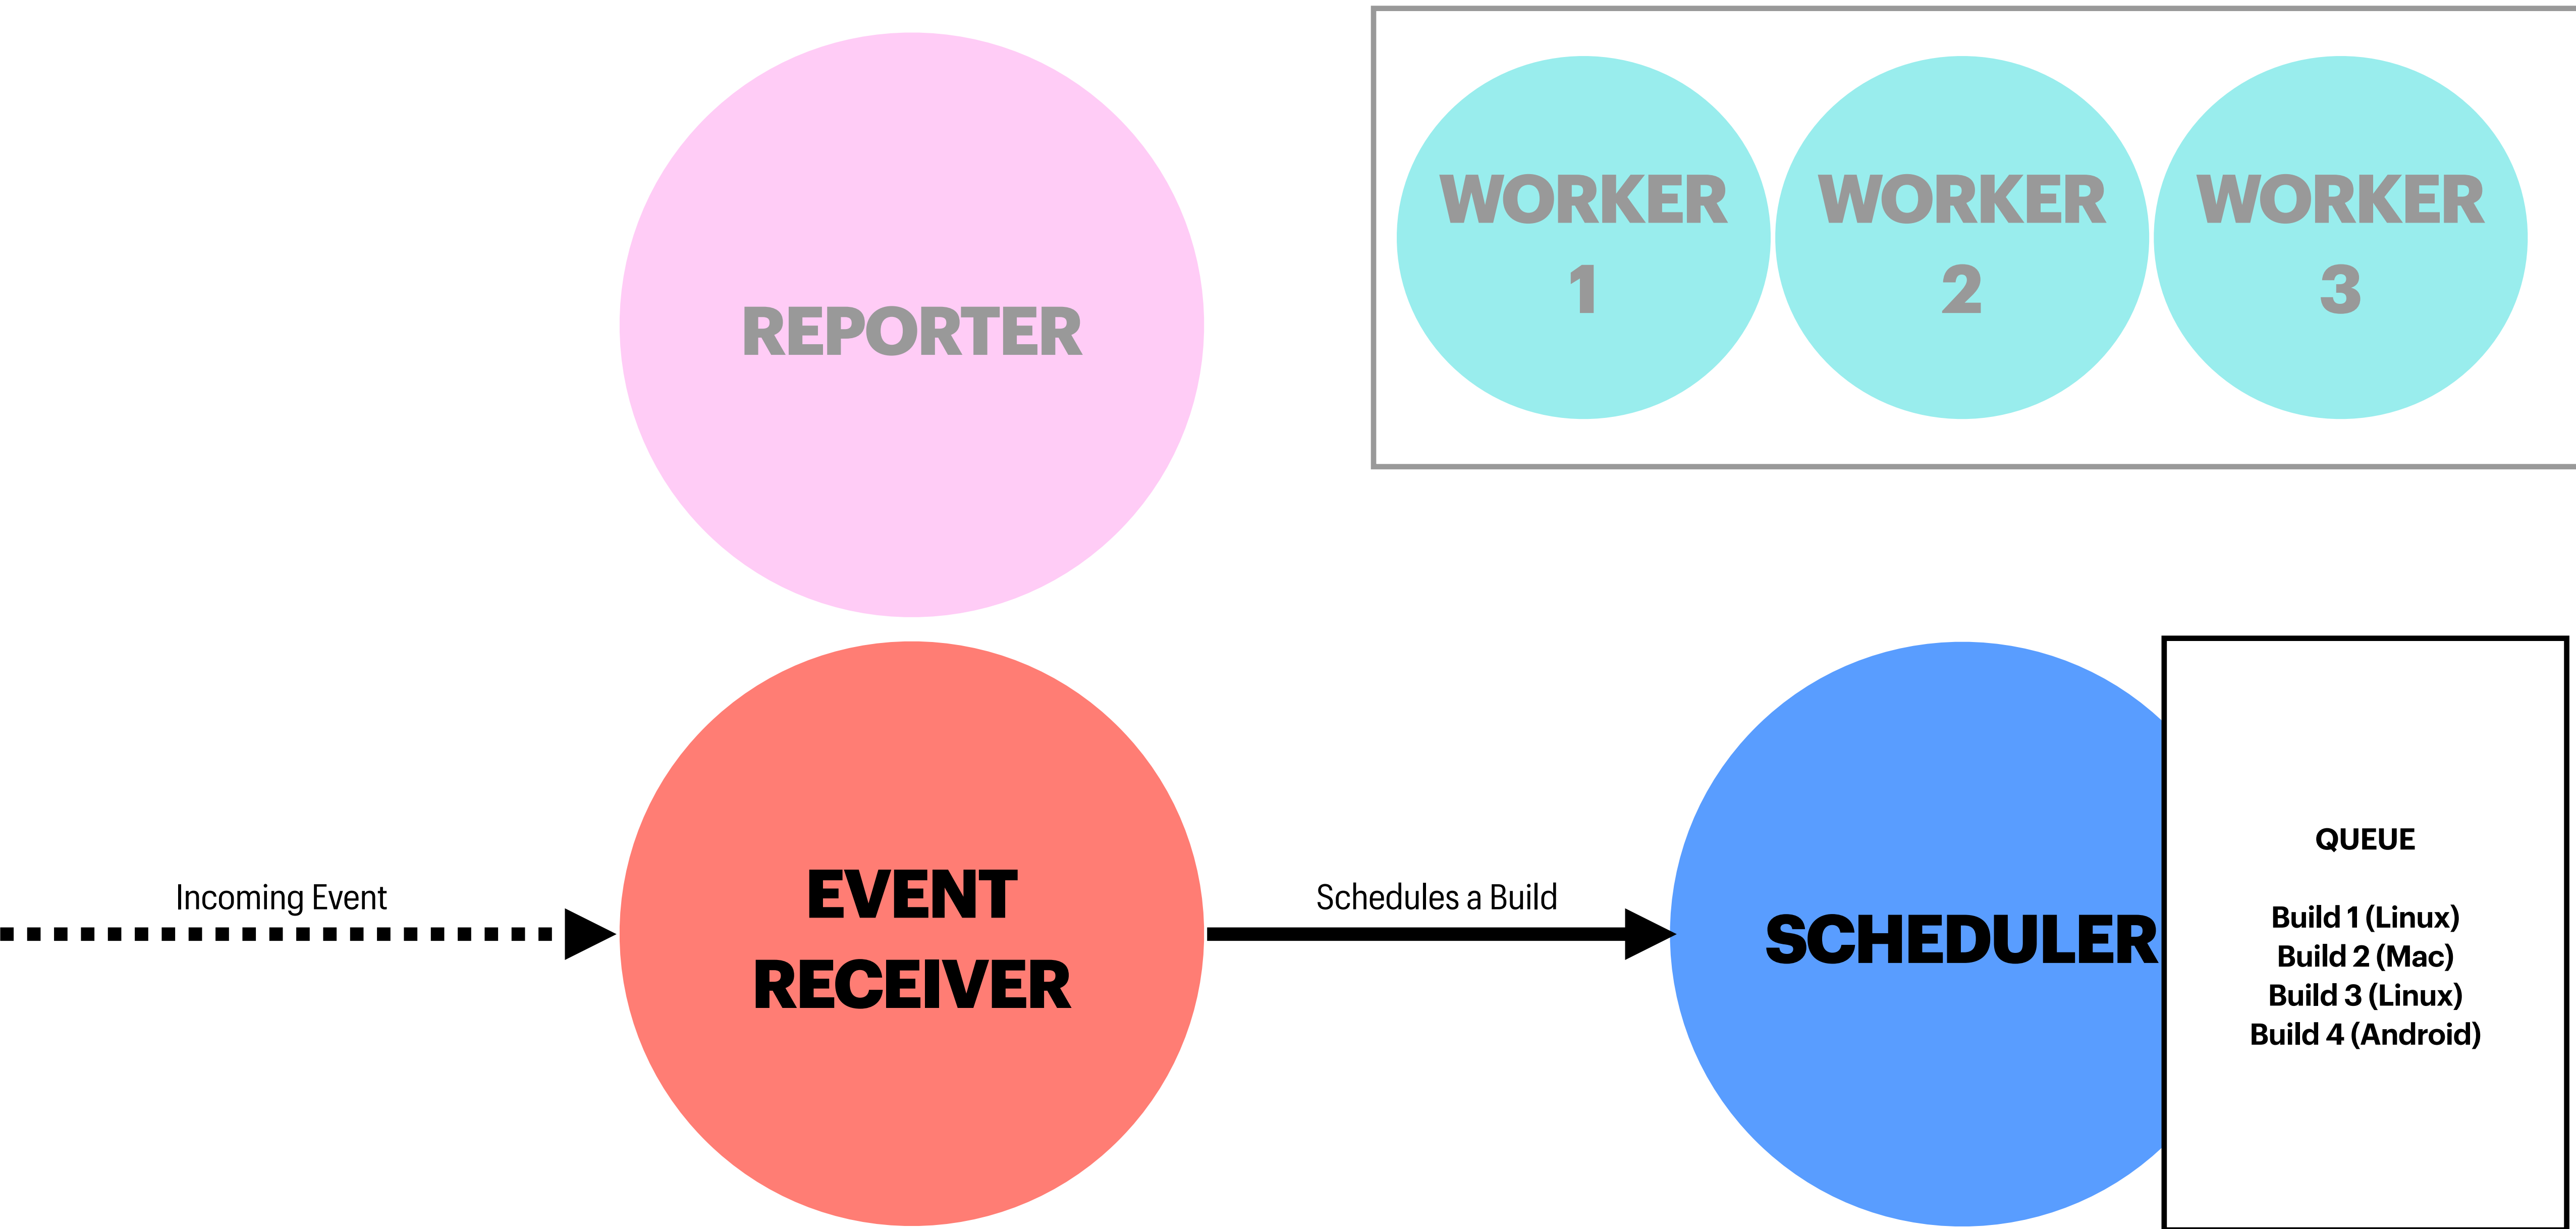 REPORTER
WORKER
1
WORKER
2
WORKER
3
Incoming Event
EVENT
RECEIVER
Schedules a Build
SCHEDULER
QUEUE
Build 1 (Linux)
Build 2 (Mac)
Build 3 (Linux)
Build 4 (Android)